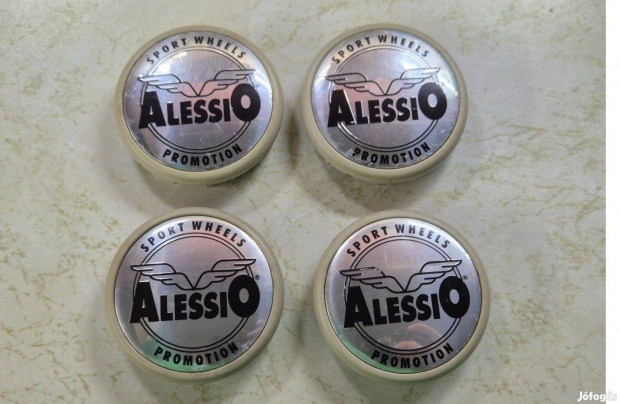 SPORT WHEELS
ALESSIO
PROMOTION
SPORT WHEELS
ALESSIO
PROMOTION
SPORT WHEELS
ALESSIO®
PROMOTION
SPORT WHEELS
ALESSIO®
PROMOTION
Jófogás